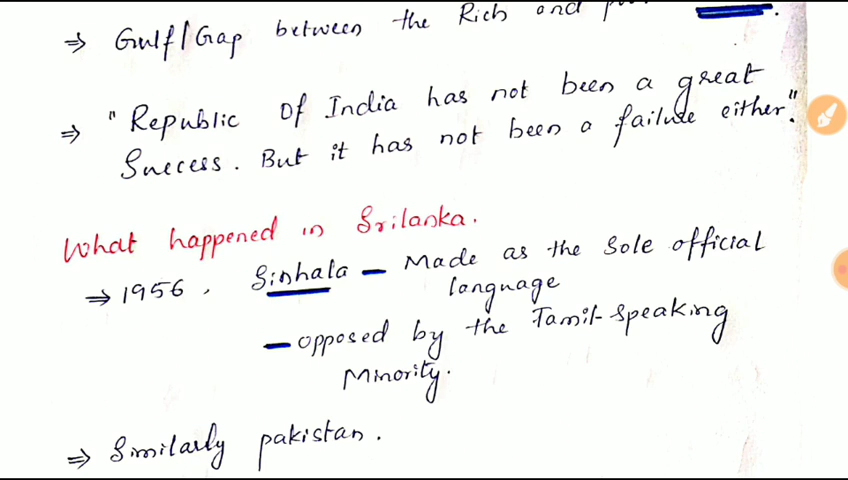 ⇒ Gulf/Gap between the Rich and
⇒ "Republic of India has not been a great
Success. But it has not been a failure either."
What happened in Srilanka.
⇒ 1956, Sinhala – Made as the Sole official
language
– opposed by the Tamil-speaking
Minority.
⇒ Similarly pakistan.